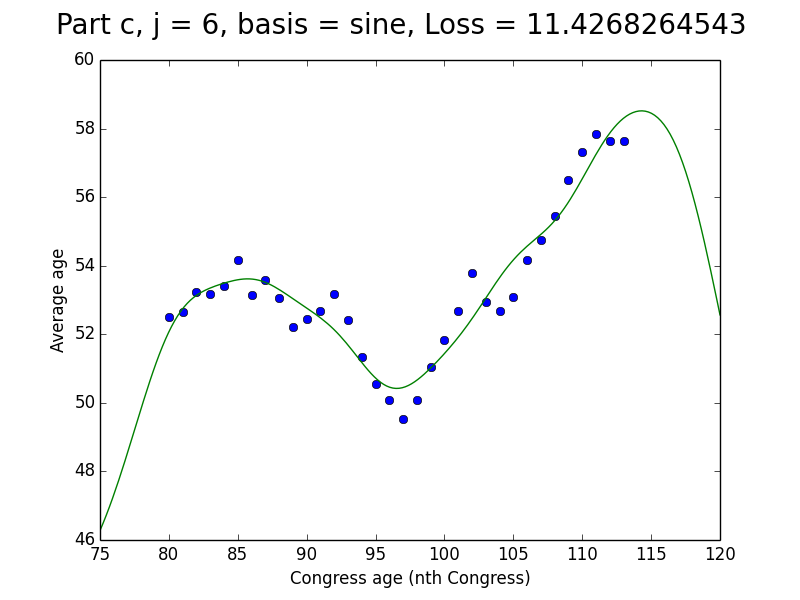 Part c, j = 6, basis = sine, Loss = 11.4268264543
60
58
56
54
52
50
48
46
Average age
75 80 85 90 95 100 105 110 115 120
Congress age (nth Congress)